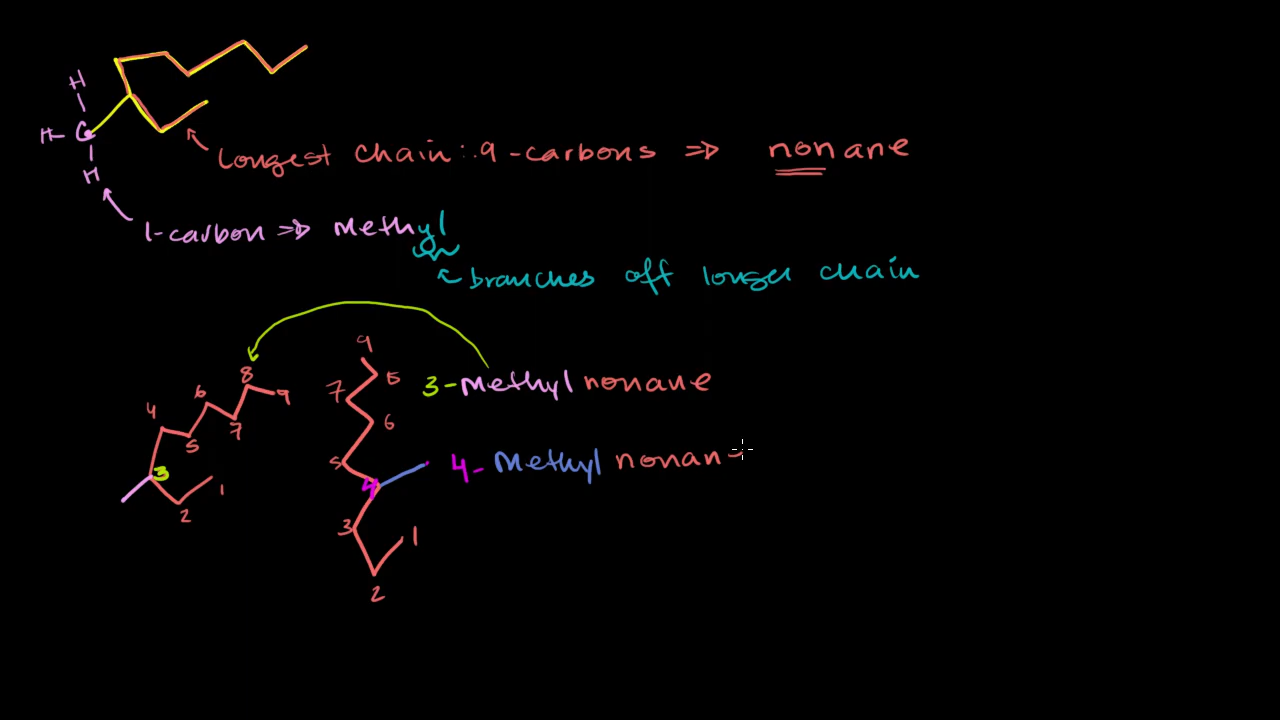 H
H- C
H
Longest chain: 9-carbons ⇒ nonane
1-carbon ⇒ Methyl
branches off longer chain
9
8
5
3-Methyl nonane
6
7
9
4
6
7
5
5
4-Methyl nonan
3
4
1
2
3
1
2